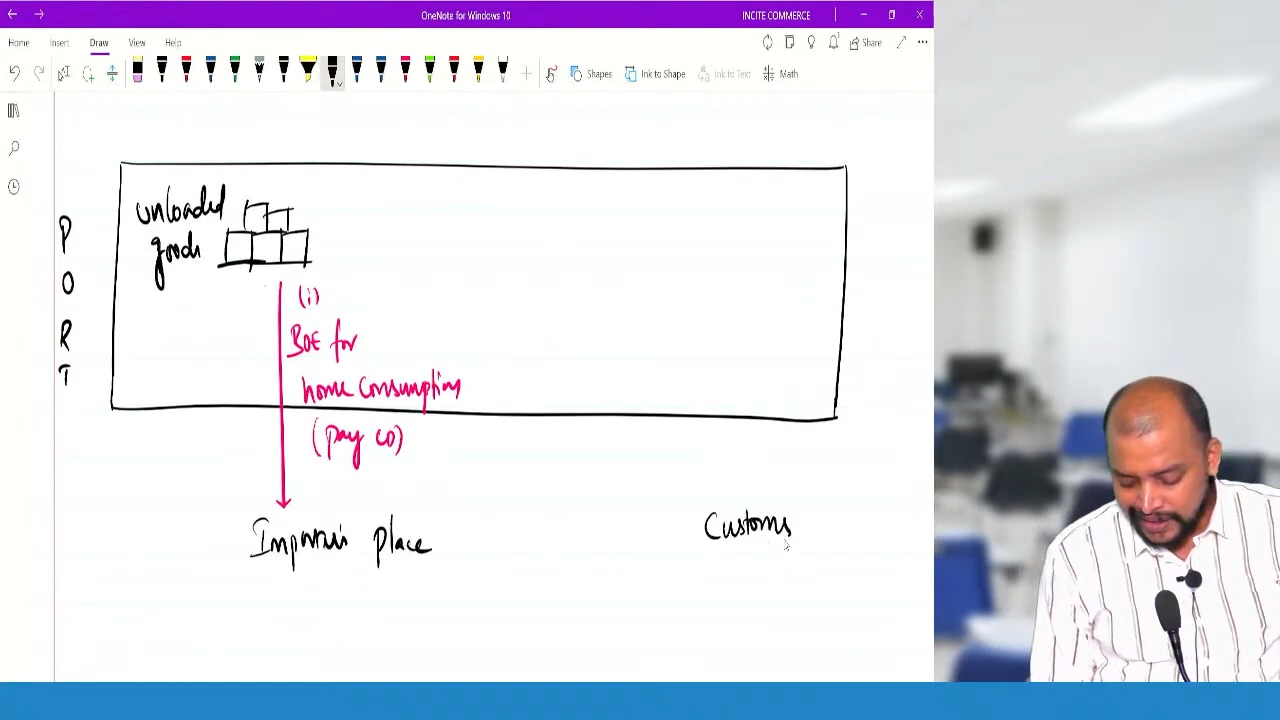 OneNote for Windows 10
INCITE COMMERCE
Home Insert Draw View Help
Share
Shapes
Ink to Shape
Ink to Text
Math
P
O
R
T
unloaded
goods
(i)
BOE for
home consumption
(pay CD)
Importer's place
Customs